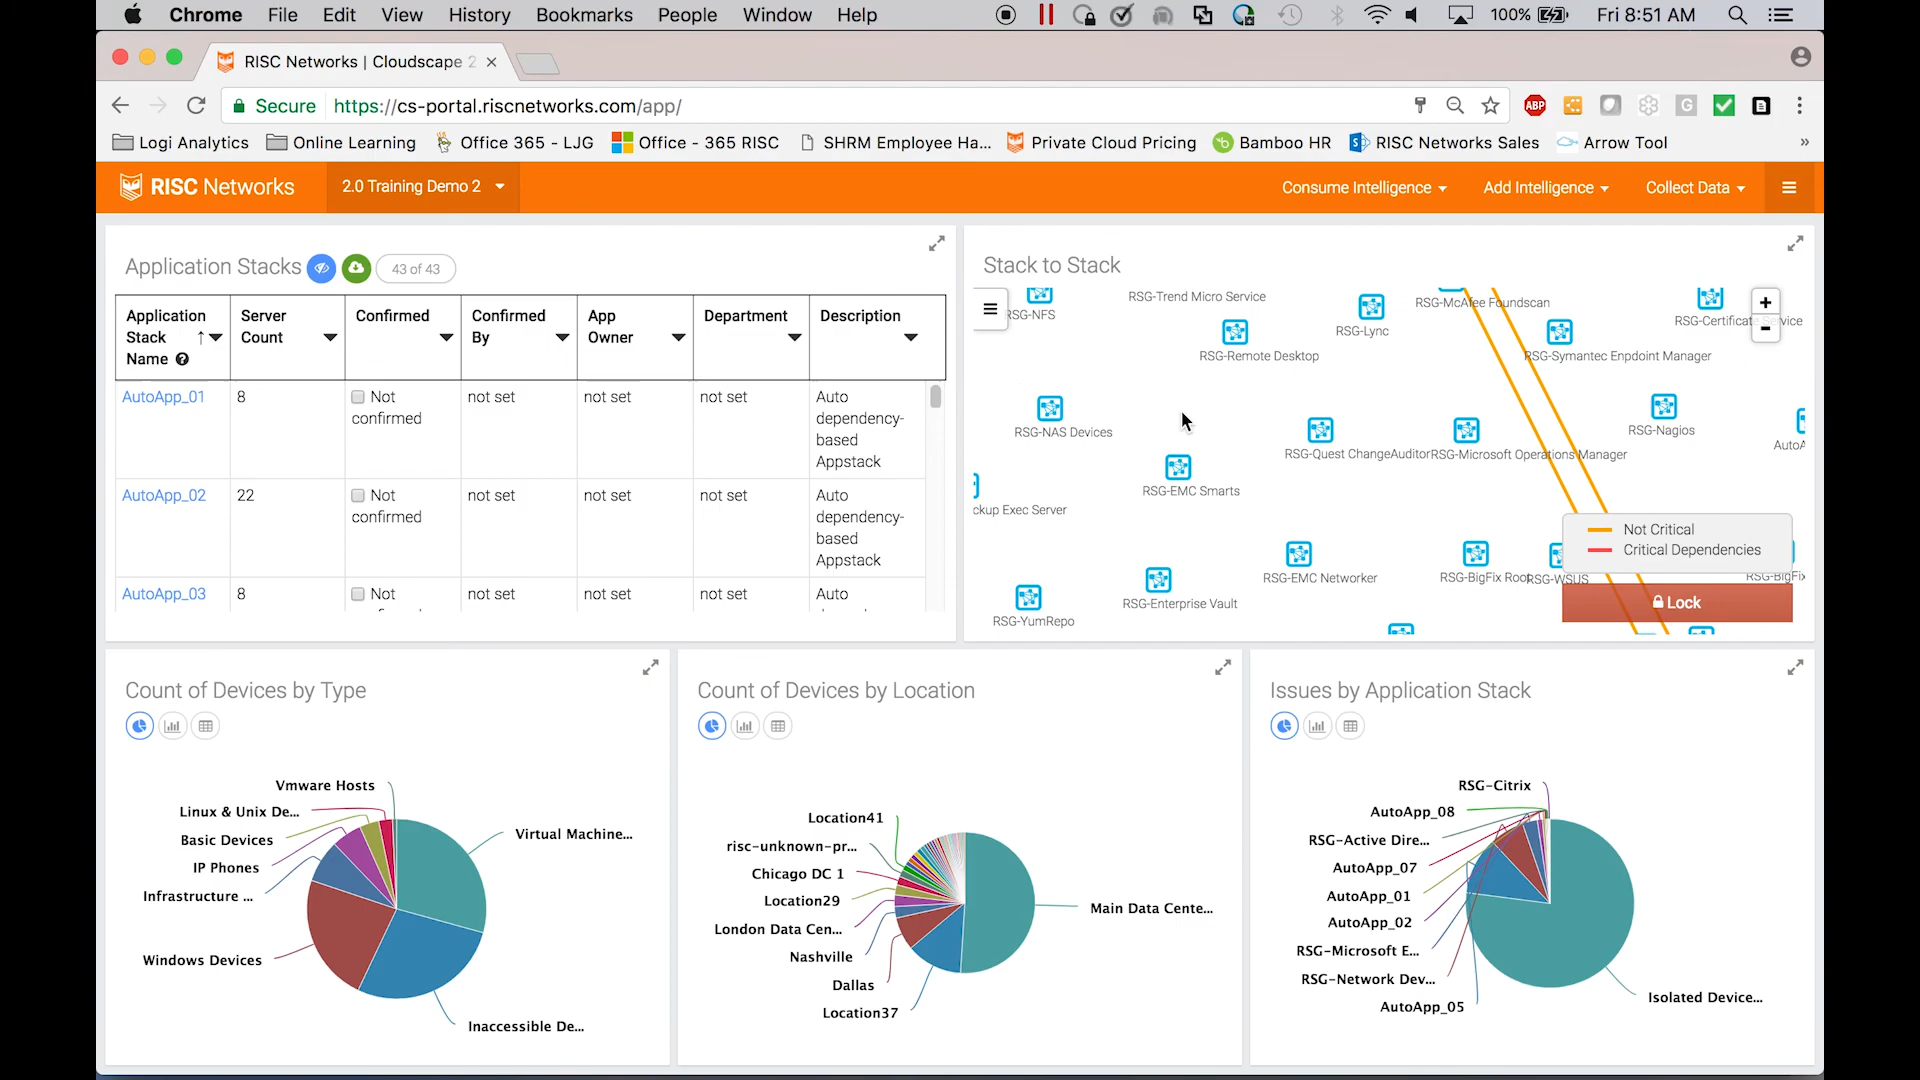 Chrome File Edit View History Bookmarks People Window Help 100% Fri 8:51 AM
RISC Networks | Cloudscape 2
Secure https://cs-portal.riscnetworks.com/app/
ABP G
Logi Analytics Online Learning Office 365 - LJG Office - 365 RISC SHRM Employee Ha... Private Cloud Pricing Bamboo HR RISC Networks Sales Arrow Tool »
RISC Networks 2.0 Training Demo 2 Consume Intelligence Add Intelligence Collect Data
Application Stacks 43 of 43
Application Stack Name Server Count Confirmed Confirmed By App Owner Department Description
AutoApp_01 8 Not confirmed not set not set not set Auto dependency-based Appstack
AutoApp_02 22 Not confirmed not set not set not set Auto dependency-based Appstack
AutoApp_03 8 Not not set not set not set Auto
Stack to Stack
RSG-Trend Micro Service
RSG-McAfee Foundscan
RSG-NFS
RSG-Lync
RSG-Certificate Service
RSG-Remote Desktop
RSG-Symantec Enpdoint Manager
RSG-NAS Devices
RSG-Nagios
AutoA
RSG-Quest ChangeAuditor
RSG-Microsoft Operations Manager
RSG-EMC Smarts
ckup Exec Server
RSG-EMC Networker
RSG-BigFix Root
RSG-WSUS
RSG-BigFix
RSG-Enterprise Vault
RSG-YumRepo
+
-
Not Critical
Critical Dependencies
Lock
Count of Devices by Type
Vmware Hosts
Linux & Unix De...
Basic Devices
IP Phones
Infrastructure ...
Windows Devices
Virtual Machine...
Inaccessible De...
Count of Devices by Location
Location41
risc-unknown-pr...
Chicago DC 1
Location29
London Data Cen...
Nashville
Dallas
Location37
Main Data Cente...
Issues by Application Stack
RSG-Citrix
AutoApp_08
RSG-Active Dire...
AutoApp_07
AutoApp_01
AutoApp_02
RSG-Microsoft E...
RSG-Network Dev...
AutoApp_05
Isolated Device...